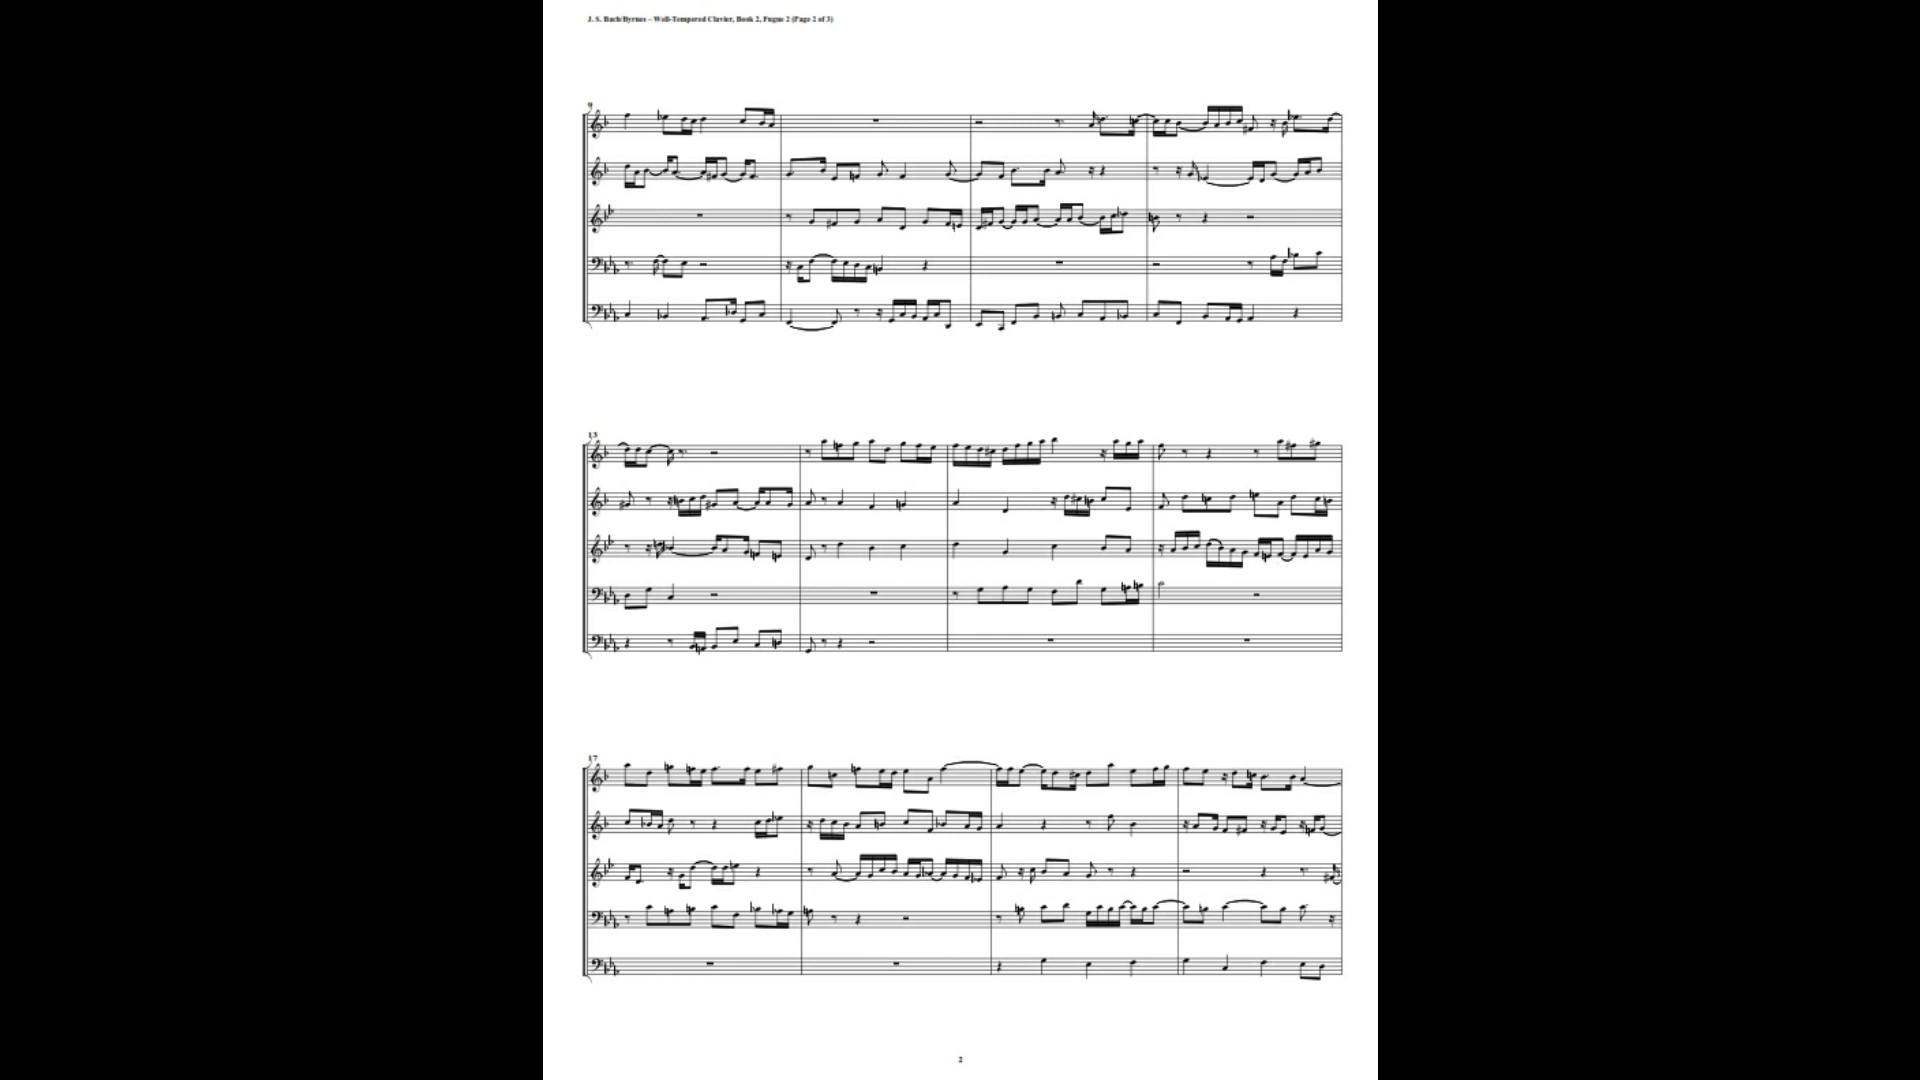 J. S. Bach/Byrnes – Well-Tempered Clavier, Book 2, Fugue 2 (Page 2 of 3)
9
13
17
2